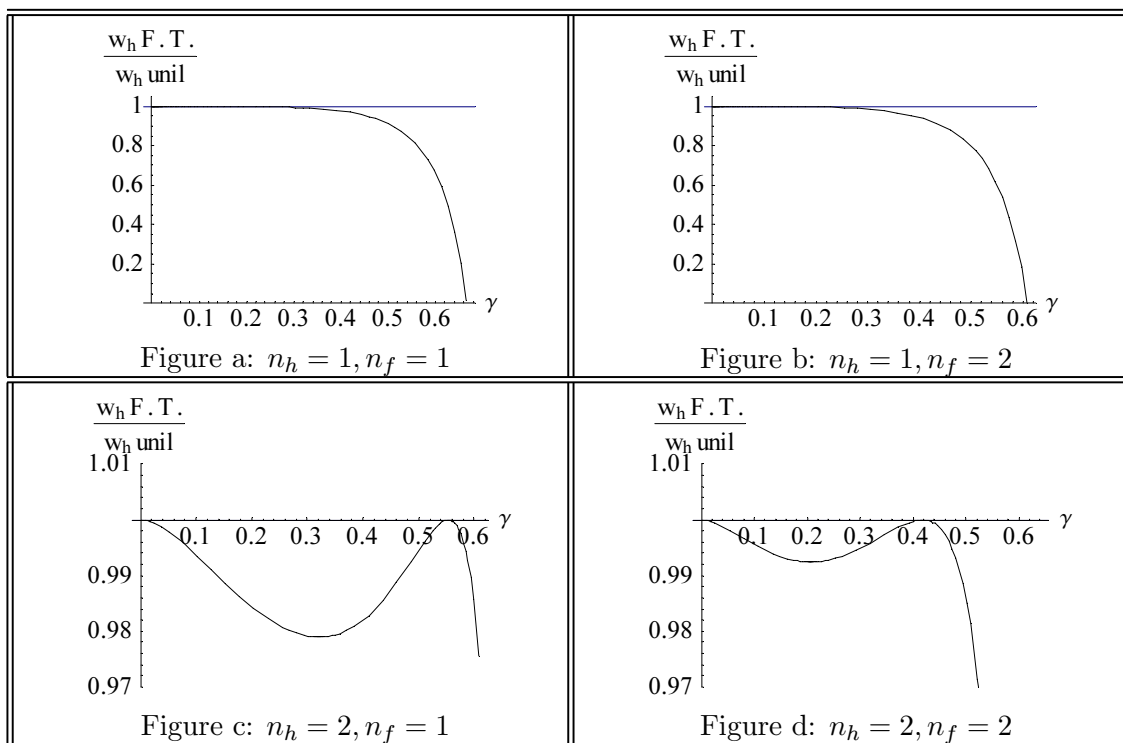 w_h F.T.
w_h unil
1
0.8
0.6
0.4
0.2
0.1 0.2 0.3 0.4 0.5 0.6 γ
Figure a: n_h = 1, n_f = 1
w_h F.T.
w_h unil
1
0.8
0.6
0.4
0.2
0.1 0.2 0.3 0.4 0.5 0.6 γ
Figure b: n_h = 1, n_f = 2
w_h F.T.
w_h unil
1.01
0.1 0.2 0.3 0.4 0.5 0.6 γ
0.99
0.98
0.97
Figure c: n_h = 2, n_f = 1
w_h F.T.
w_h unil
1.01
0.1 0.2 0.3 0.4 0.5 0.6 γ
0.99
0.98
0.97
Figure d: n_h = 2, n_f = 2